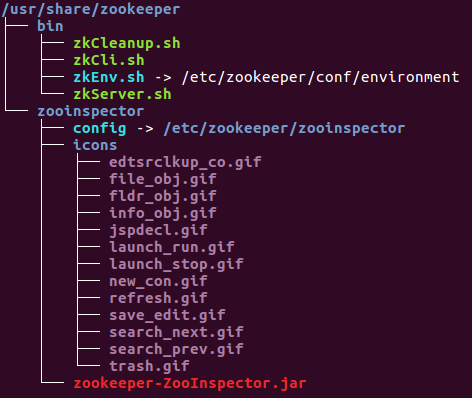 /usr/share/zookeeper
├── bin
│   ├── zkCleanup.sh
│   ├── zkCli.sh
│   ├── zkEnv.sh -> /etc/zookeeper/conf/environment
│   └── zkServer.sh
└── zooinspector
    ├── config -> /etc/zookeeper/zooinspector
    ├── icons
    │   ├── edtsrclkup_co.gif
    │   ├── file_obj.gif
    │   ├── fldr_obj.gif
    │   ├── info_obj.gif
    │   ├── jspdecl.gif
    │   ├── launch_run.gif
    │   ├── launch_stop.gif
    │   ├── new_con.gif
    │   ├── refresh.gif
    │   ├── save_edit.gif
    │   ├── search_next.gif
    │   ├── search_prev.gif
    │   └── trash.gif
    └── zookeeper-ZooInspector.jar